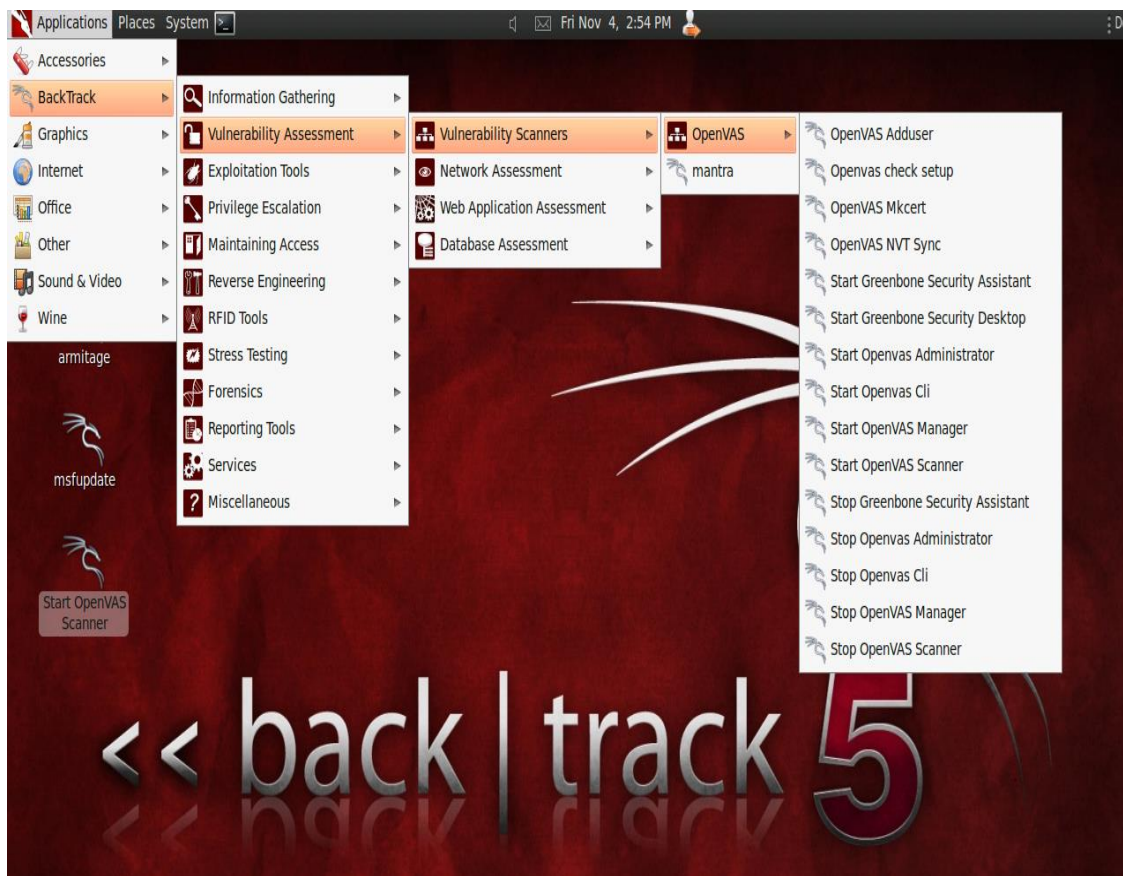 Applications Places System Fri Nov 4, 2:54 PM D
Accessories
BackTrack
Graphics
Internet
Office
Other
Sound & Video
Wine
Information Gathering
Vulnerability Assessment
Exploitation Tools
Privilege Escalation
Maintaining Access
Reverse Engineering
RFID Tools
Stress Testing
Forensics
Reporting Tools
Services
Miscellaneous
Vulnerability Scanners
Network Assessment
Web Application Assessment
Database Assessment
OpenVAS
mantra
OpenVAS Adduser
Openvas check setup
OpenVAS Mkcert
OpenVAS NVT Sync
Start Greenbone Security Assistant
Start Greenbone Security Desktop
Start Openvas Administrator
Start Openvas Cli
Start OpenVAS Manager
Start OpenVAS Scanner
Stop Greenbone Security Assistant
Stop Openvas Administrator
Stop Openvas Cli
Stop OpenVAS Manager
Stop OpenVAS Scanner
armitage
msfupdate
Start OpenVAS
Scanner
<< back | track 5